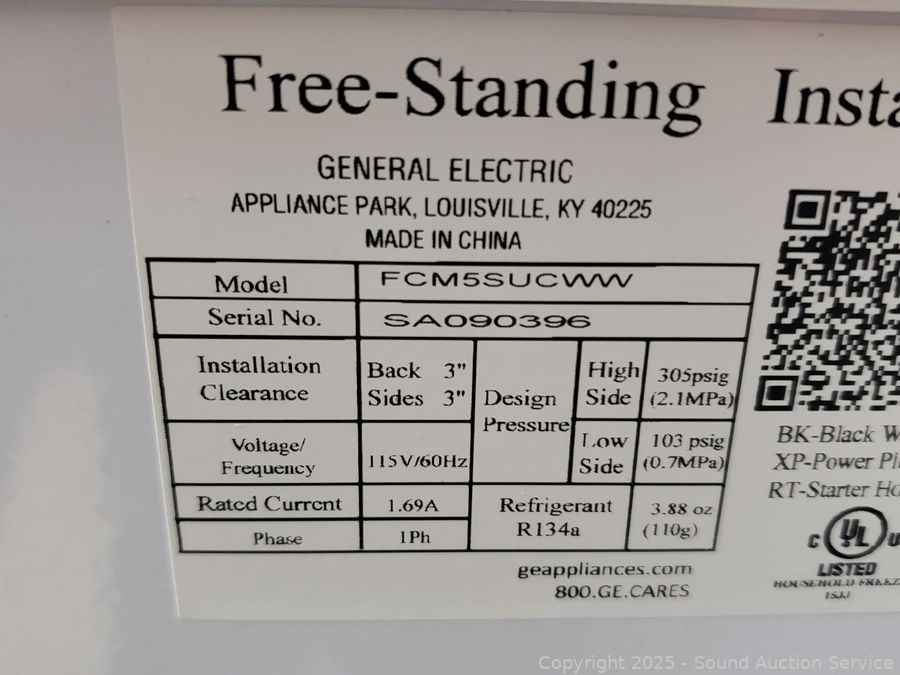 Free-Standing Insta
GENERAL ELECTRIC
APPLIANCE PARK, LOUISVILLE, KY 40225
MADE IN CHINA
Model FCM5SUCWW
Serial No. SA090396
Installation Clearance Back 3" Sides 3"
Design Pressure High Side 305psig (2.1MPa)
Low Side 103 psig (0.7MPa)
Voltage/ Frequency 115V/60Hz
Rated Current 1.69A
Refrigerant R134a 3.88 oz (110g)
Phase 1Ph
geappliances.com
800.GE.CARES
BK-Black W
XP-Power Pl
RT-Starter Ho
C UL U
LISTED
HOUSEHOLD FREEZ
Copyright 2025 - Sound Auction Service